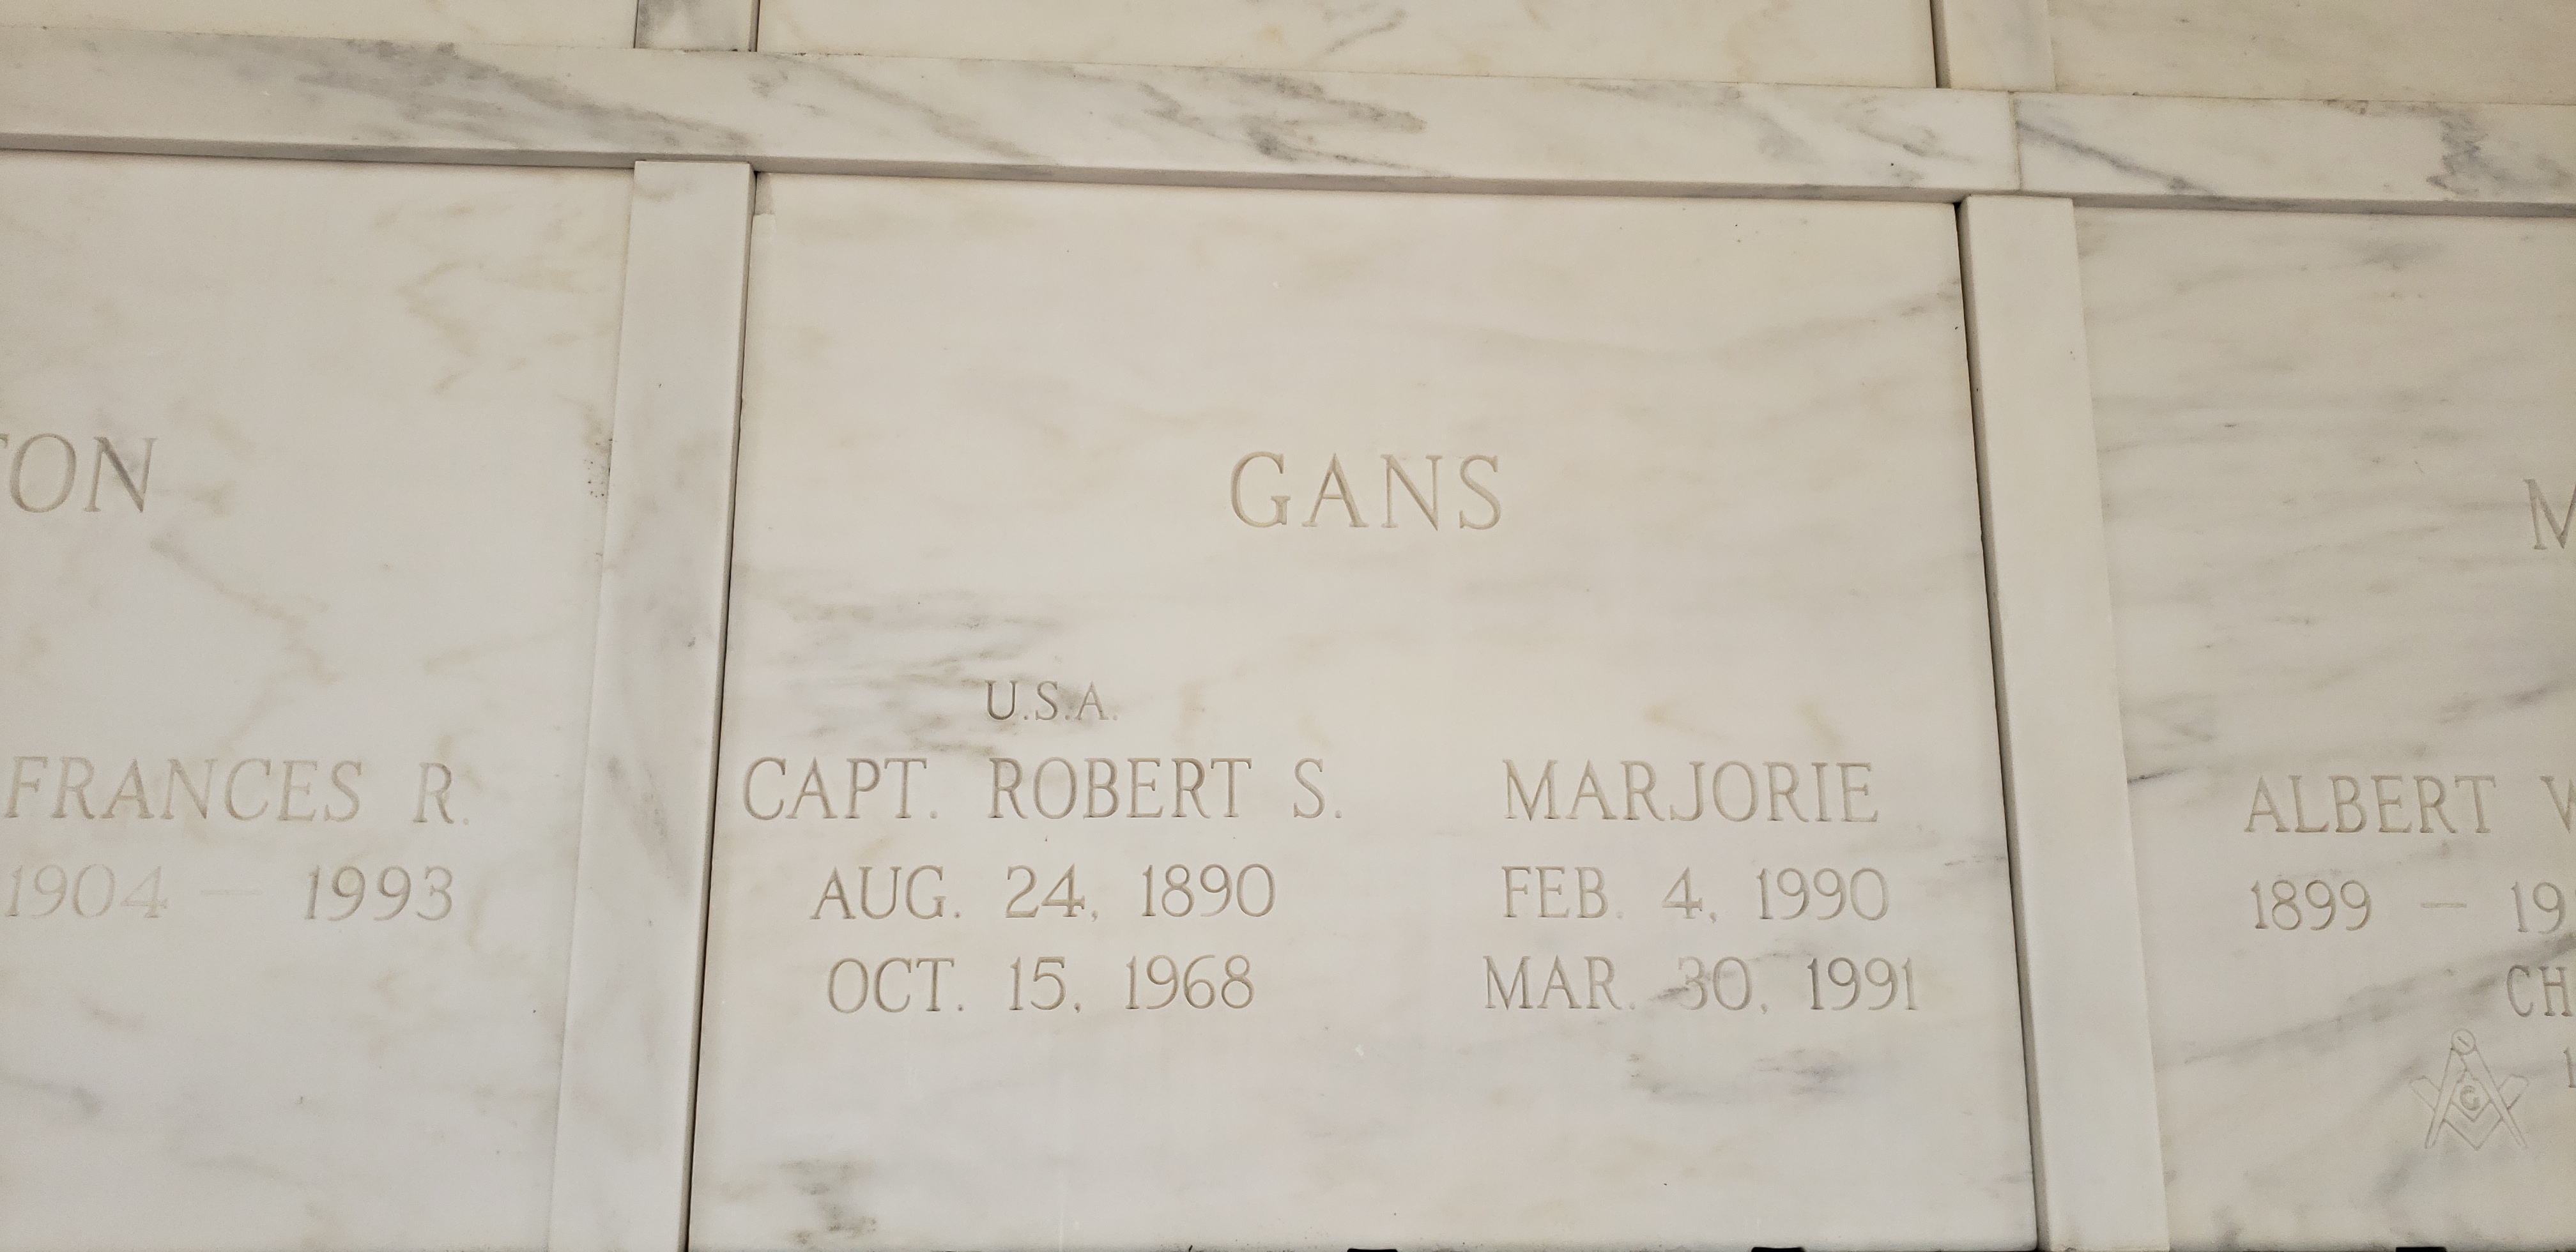 TON
FRANCES R.
1904 — 1993
GANS
U.S.A.
CAPT. ROBERT S.
AUG. 24, 1890
OCT. 15, 1968
MARJORIE
FEB. 4, 1990
MAR. 30, 1991
M
ALBERT
1899 — 19
CH
G